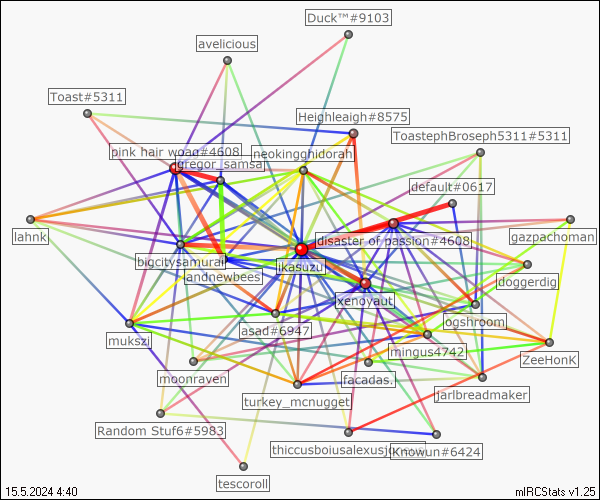 Duck™#9103
avelicious
Toast#5311
Heighleaigh#8575
ToastephBroseph5311#5311
pink hair woag#4608
gregor_samsa
neokingghidorah
default#0617
lahnk
disaster of passion#4608
gazpachoman
bigcitysamurai
ikasuzu
andnewbees
doggerdig
xenoyaut
asad#6947
ogshroom.
mukszi
mingus4742
ZeeHonK
moonraven
facadas.
turkey_mcnugget
jarlbreadmaker
Random Stuf6#5983
Knowun#6424
tescoroll
15.5.2024 4:40
mIRCStats v1.25